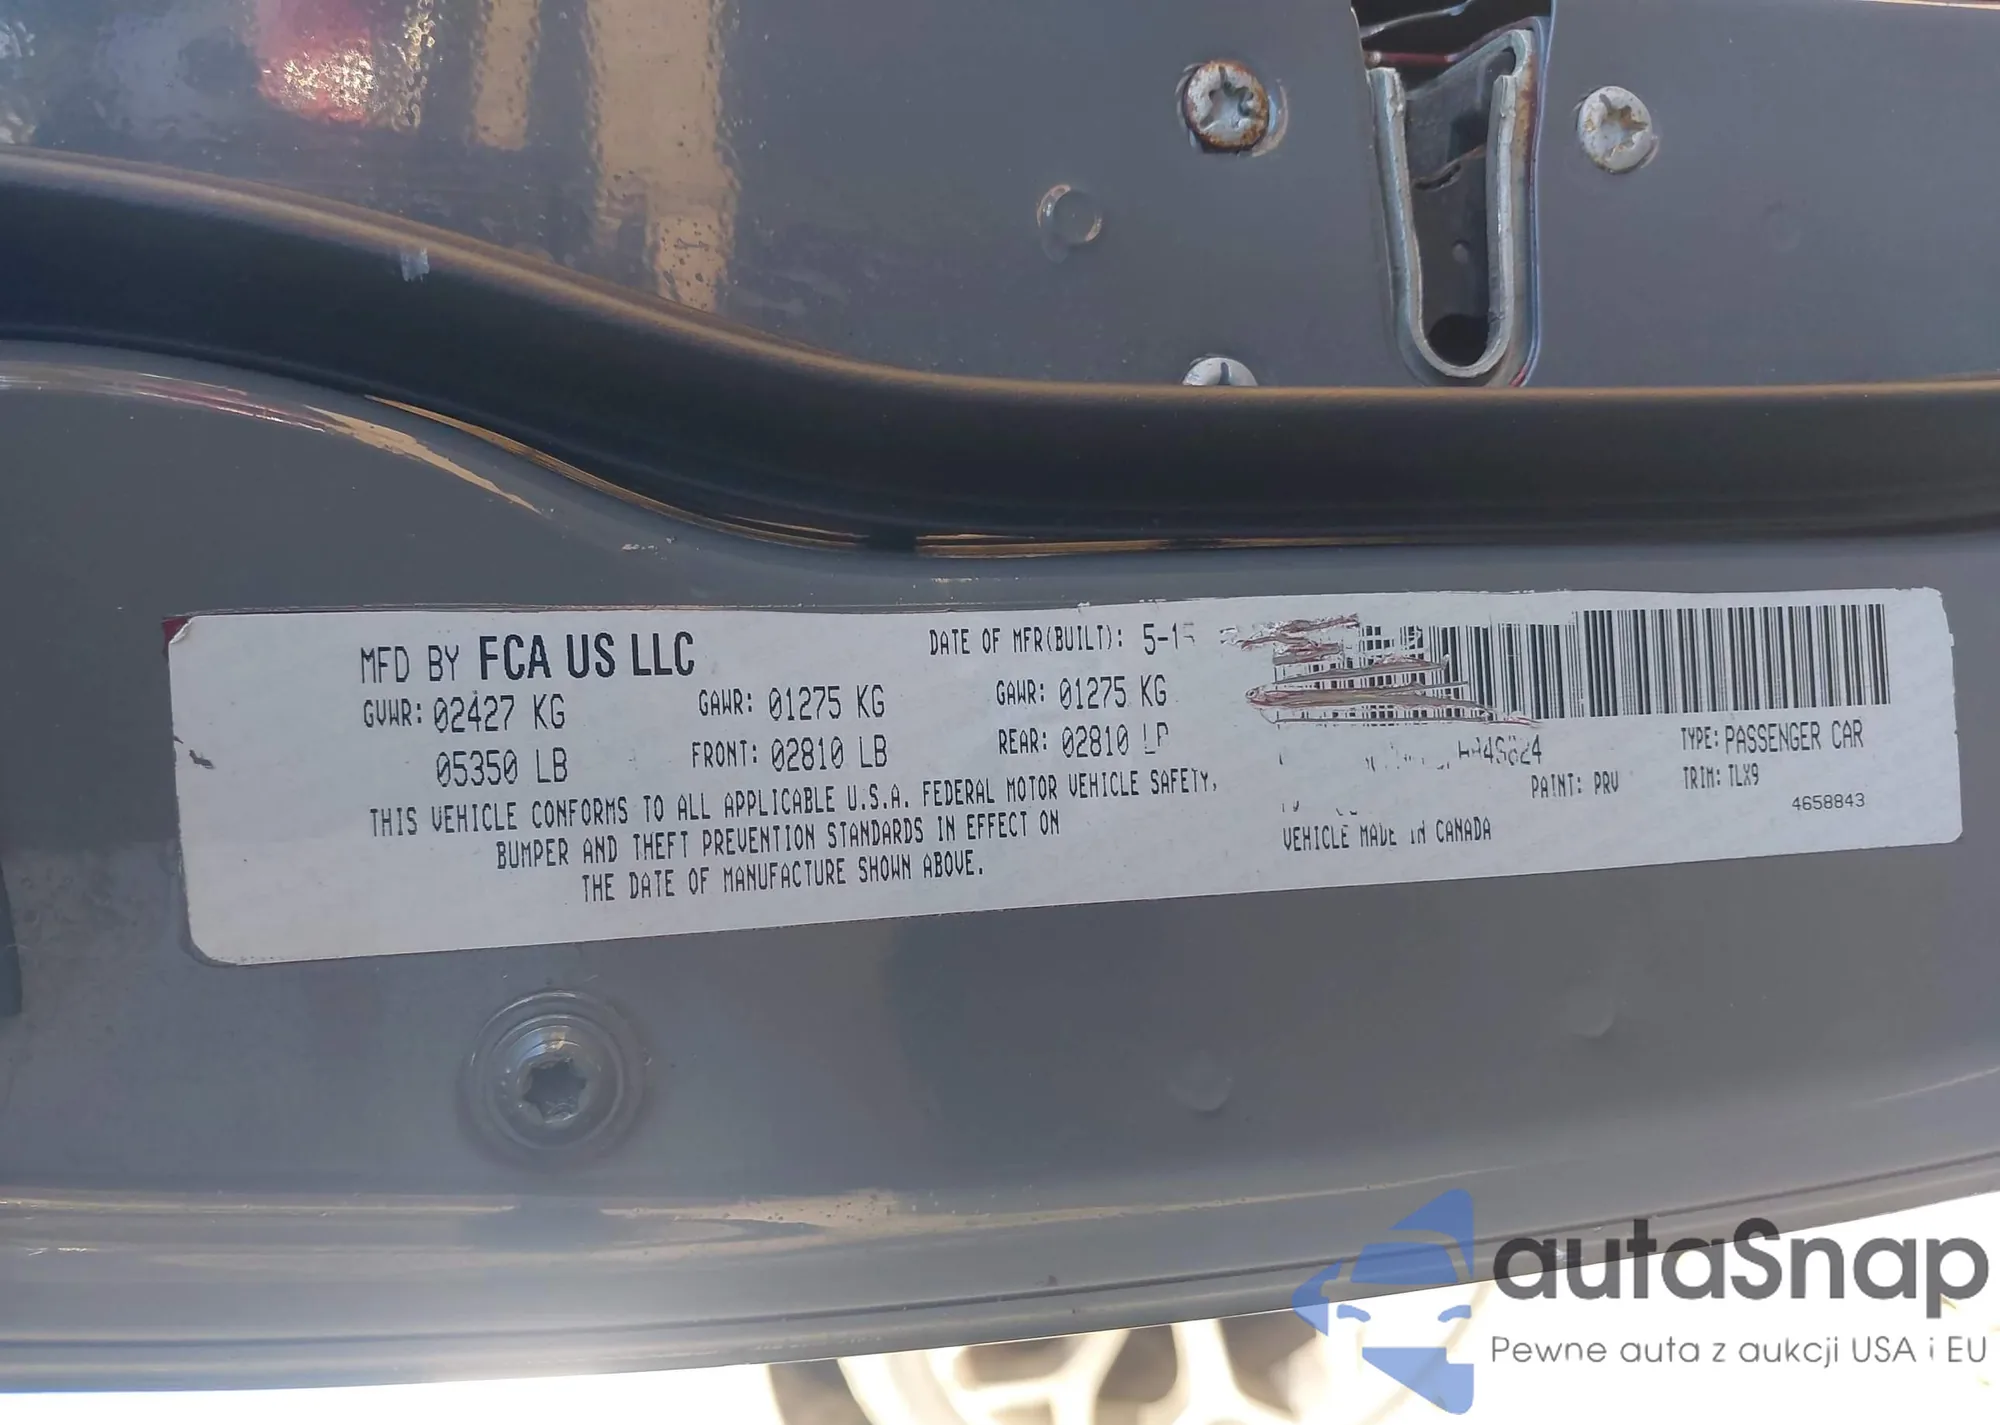 MFD BY FCA US LLC
DATE OF MFR(BUILT): 5-1
GVWR: 02427 KG
GAWR: 01275 KG
GAWR: 01275 KG
05350 LB
FRONT: 02810 LB
REAR: 02810 LB
THIS VEHICLE CONFORMS TO ALL APPLICABLE U.S.A. FEDERAL MOTOR VEHICLE SAFETY,
BUMPER AND THEFT PREVENTION STANDARDS IN EFFECT ON
THE DATE OF MANUFACTURE SHOWN ABOVE.
TYPE: PASSENGER CAR
PAINT: PRV
TRIM: TLX9
4658843
VEHICLE MADE IN CANADA
autaSnap
Pewne auta z aukcji USA i EU